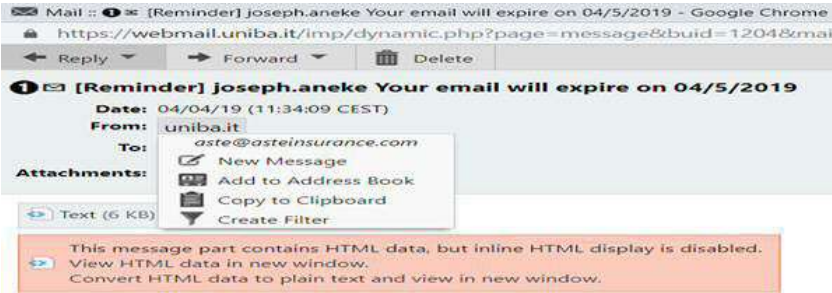 Mail :: ❶ ✉ [Reminder] joseph.aneke Your email will expire on 04/5/2019 - Google Chrome
https://webmail.uniba.it/imp/dynamic.php?page=message&buid=1204&mai
Reply Forward Delete
❶ ✉ [Reminder] joseph.aneke Your email will expire on 04/5/2019
Date: 04/04/19 (11:34:09 CEST)
From: uniba.it
To: aste@asteinsurance.com
New Message
Attachments: Add to Address Book
Copy to Clipboard
Text (6 KB) Create Filter
This message part contains HTML data, but inline HTML display is disabled.
View HTML data in new window.
Convert HTML data to plain text and view in new window.